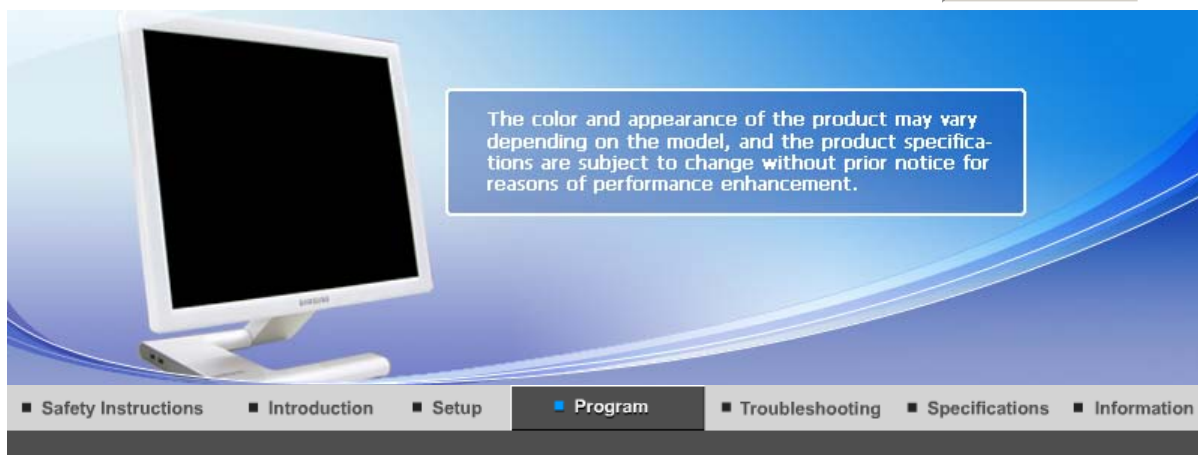 The color and appearance of the product may vary
depending on the model, and the product specifica-
tions are subject to change without prior notice for
reasons of performance enhancement.
SAMSUNG
Safety Instructions
Introduction
Setup
Program
Troubleshooting
Specifications
Information